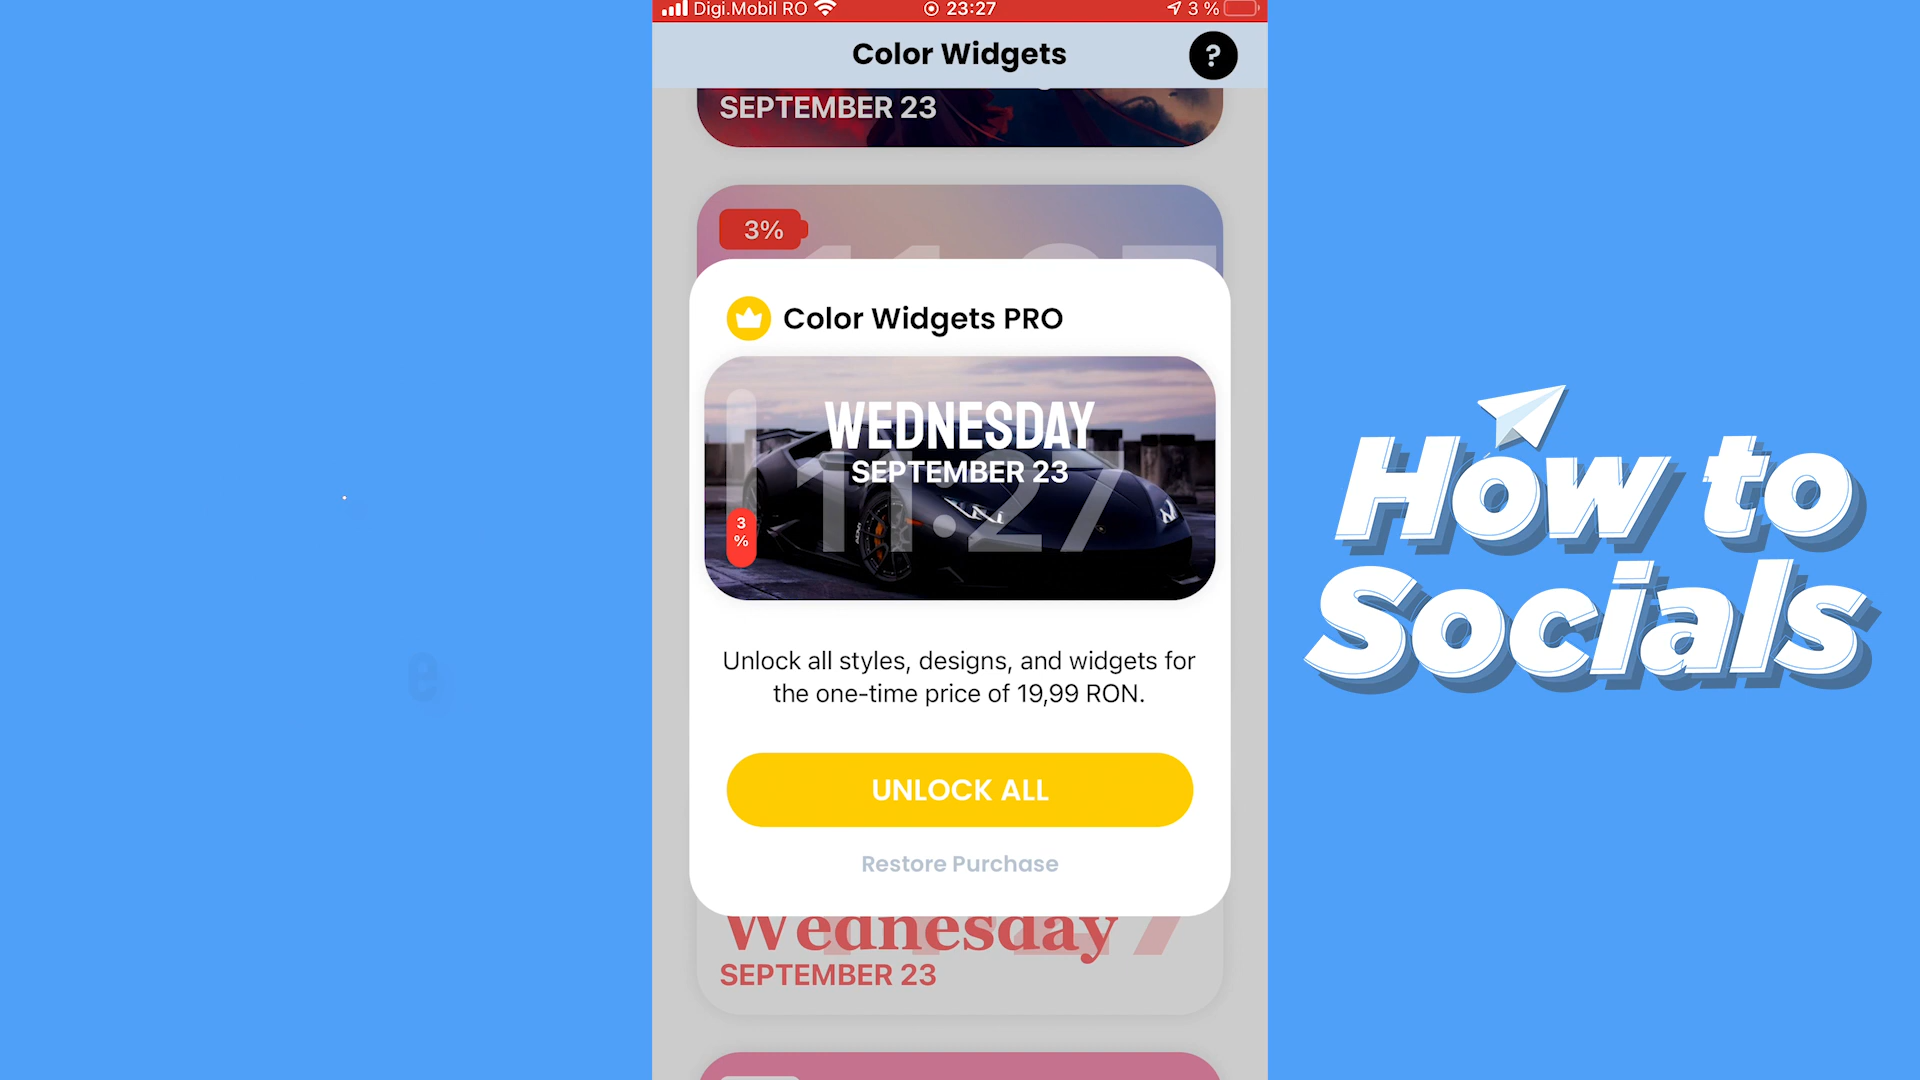 Digi.Mobil RO
23:27
3 %
Color Widgets
?
SEPTEMBER 23
3%
11:27
Color Widgets PRO
WEDNESDAY
SEPTEMBER 23
11:27
3
%
Unlock all styles, designs, and widgets for
the one-time price of 19,99 RON.
UNLOCK ALL
Restore Purchase
Wednesday
SEPTEMBER 23
How to
Socials